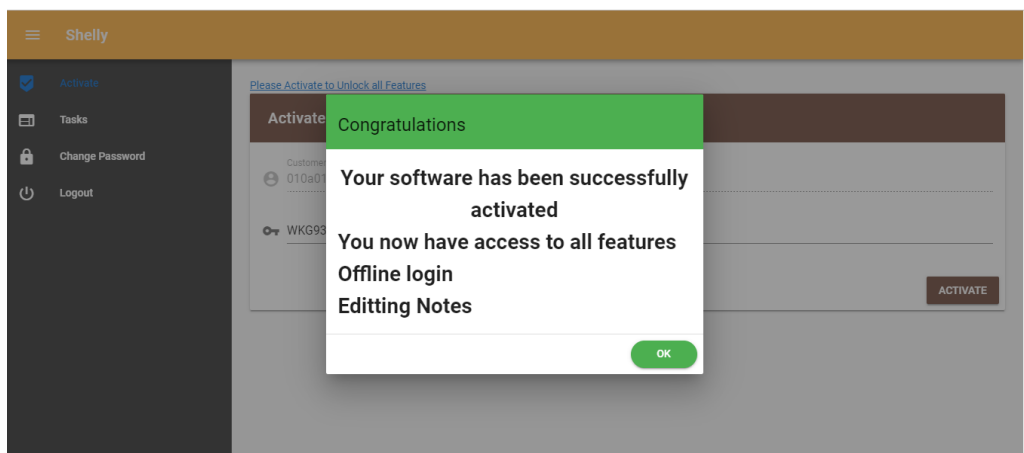 Shelly
Activate
Tasks
Change Password
Logout
Please Activate to Unlock all Features
Activate
Customer
010a01
WKG93
ACTIVATE
Congratulations
Your software has been successfully
activated
You now have access to all features
Offline login
Editting Notes
OK